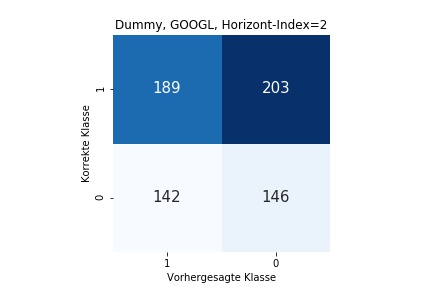 Dummy, GOOGL, Horizont-Index=2
Korrekte Klasse
1
189
203
0
142
146
1
0
Vorhergesagte Klasse